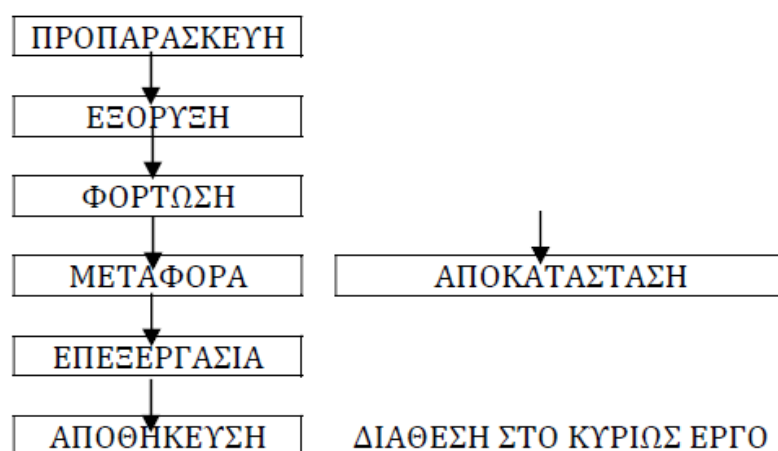 ΠΡΟΠΑΡΑΣΚΕΥΗ
ΕΞΟΡΥΞΗ
ΦΟΡΤΩΣΗ
ΜΕΤΑΦΟΡΑ ΑΠΟΚΑΤΑΣΤΑΣΗ
ΕΠΕΞΕΡΓΑΣΙΑ
ΑΠΟΘΗΚΕΥΣΗ ΔΙΑΘΕΣΗ ΣΤΟ ΚΥΡΙΩΣ ΕΡΓΟ